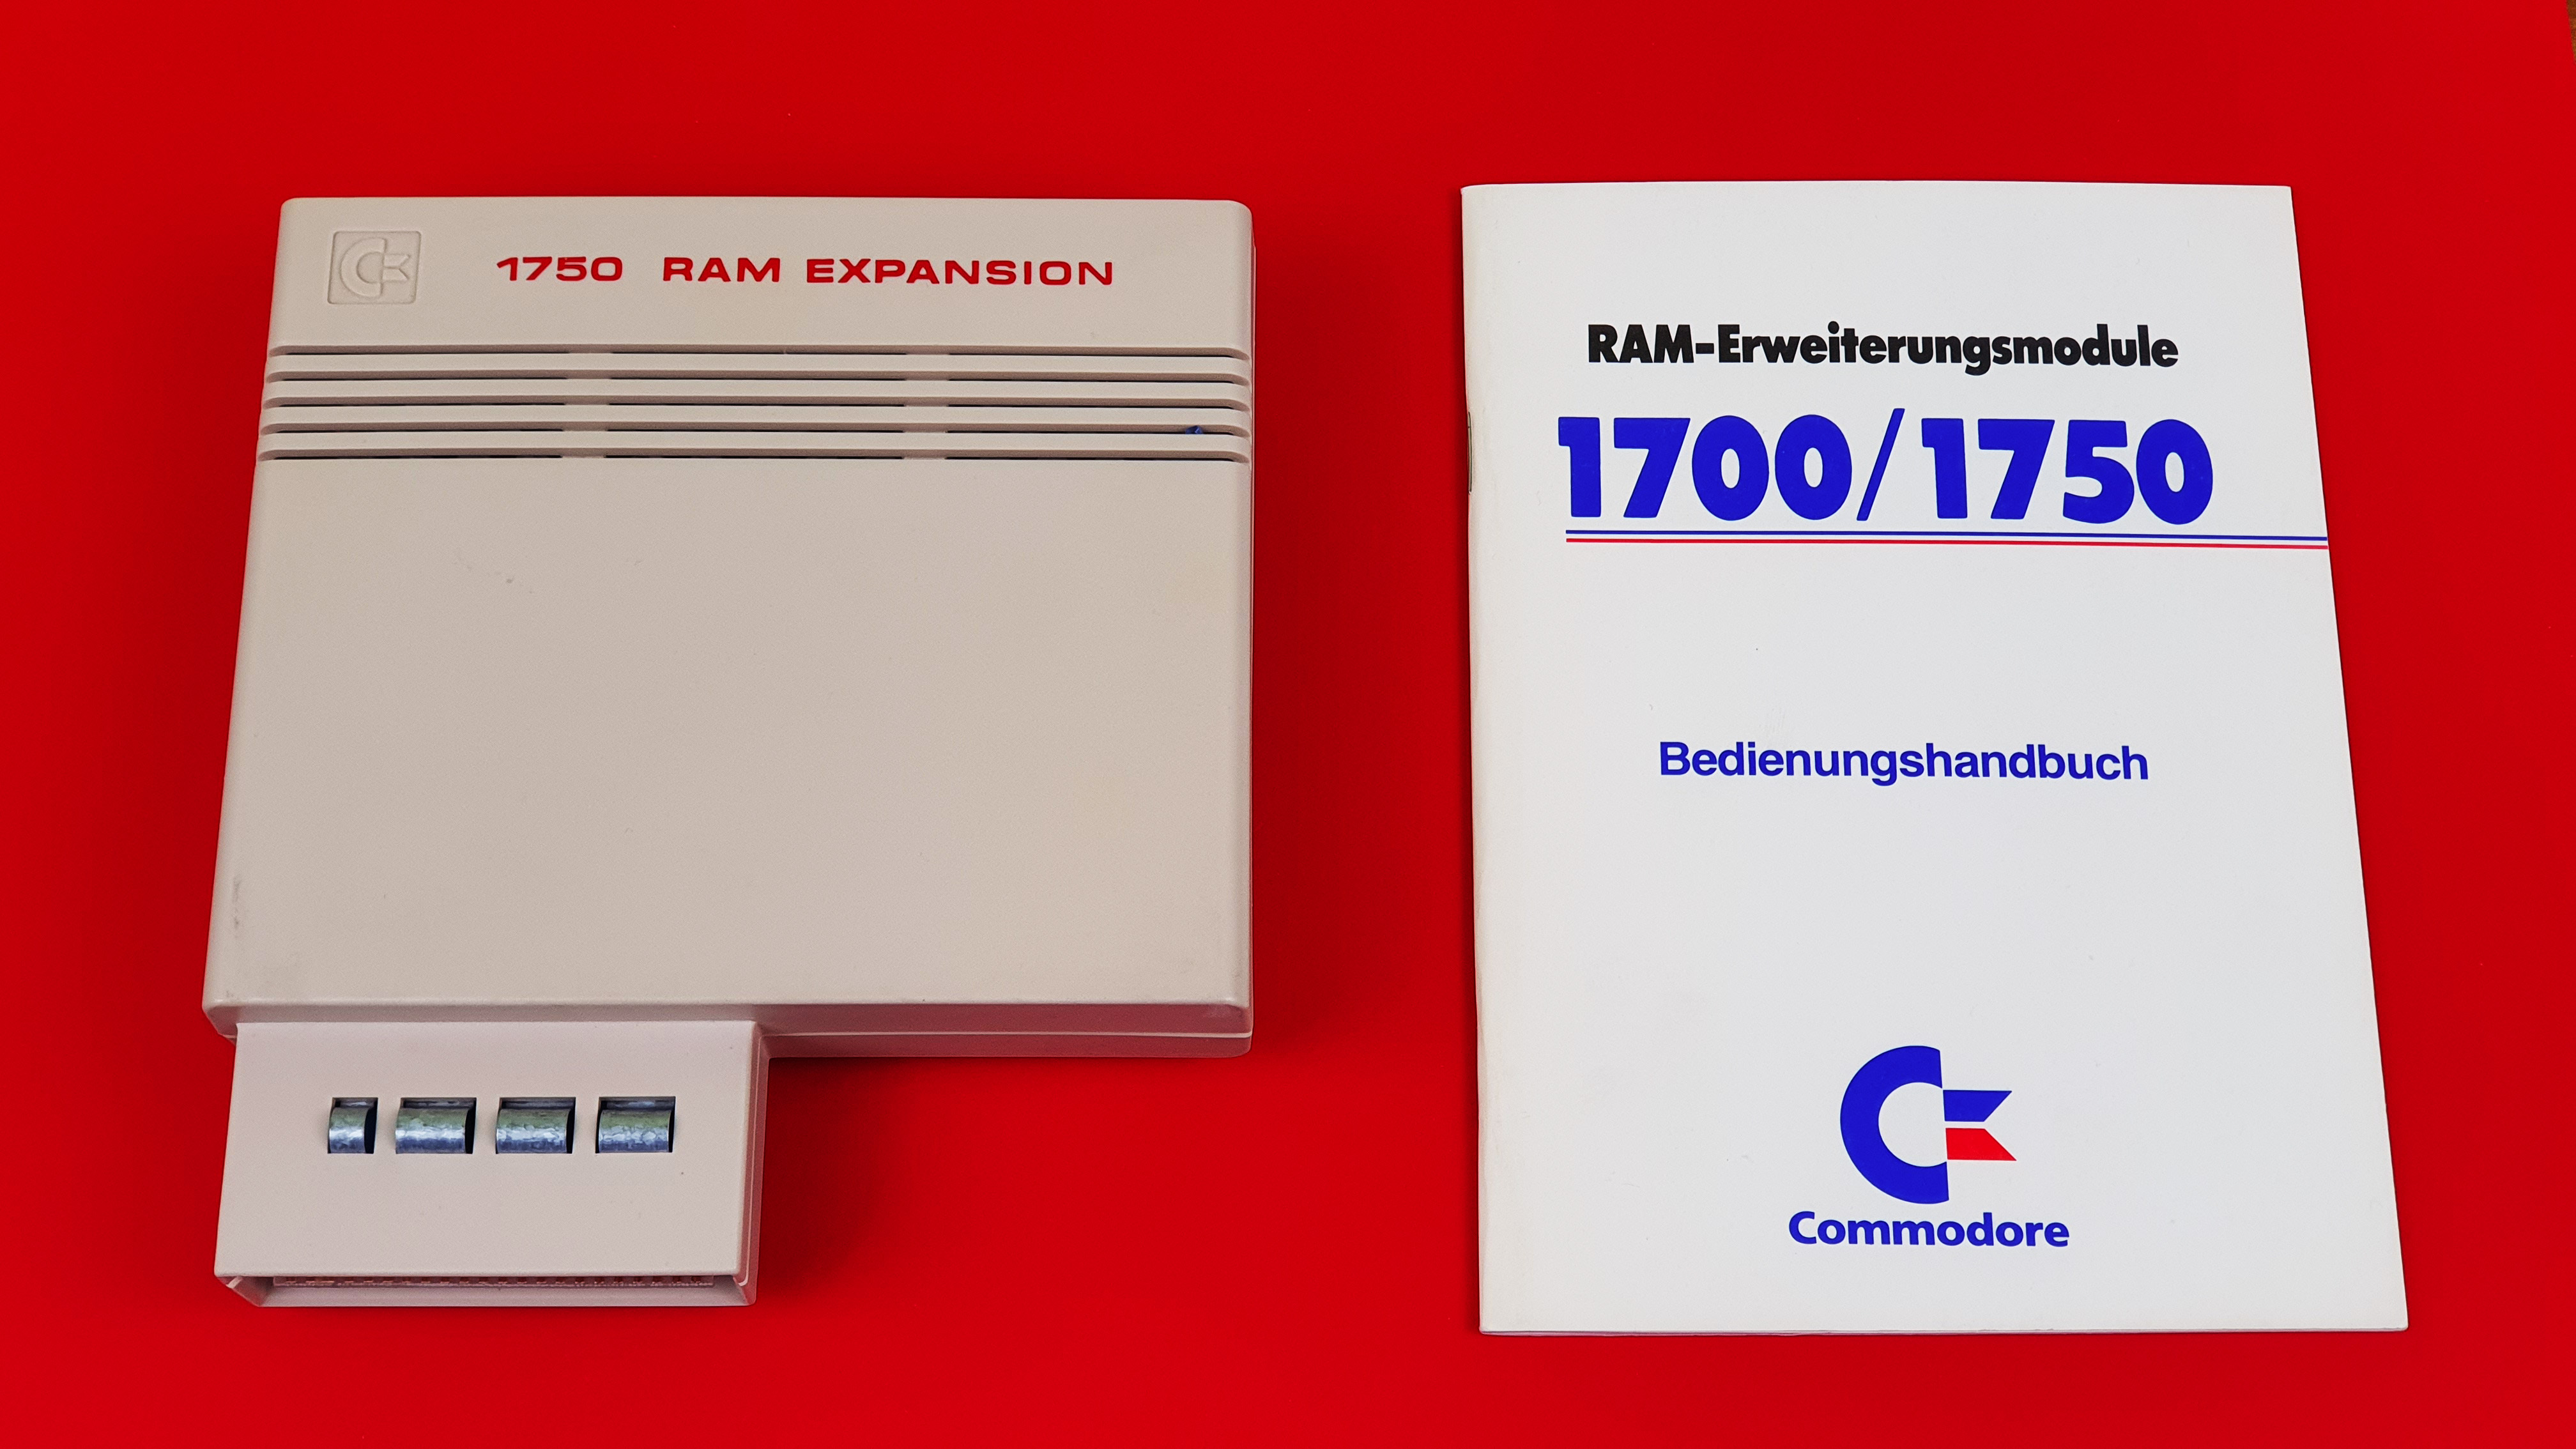 1750 RAM EXPANSION
RAM-Erweiterungsmodule
1700/1750
Bedienungshandbuch
Commodore